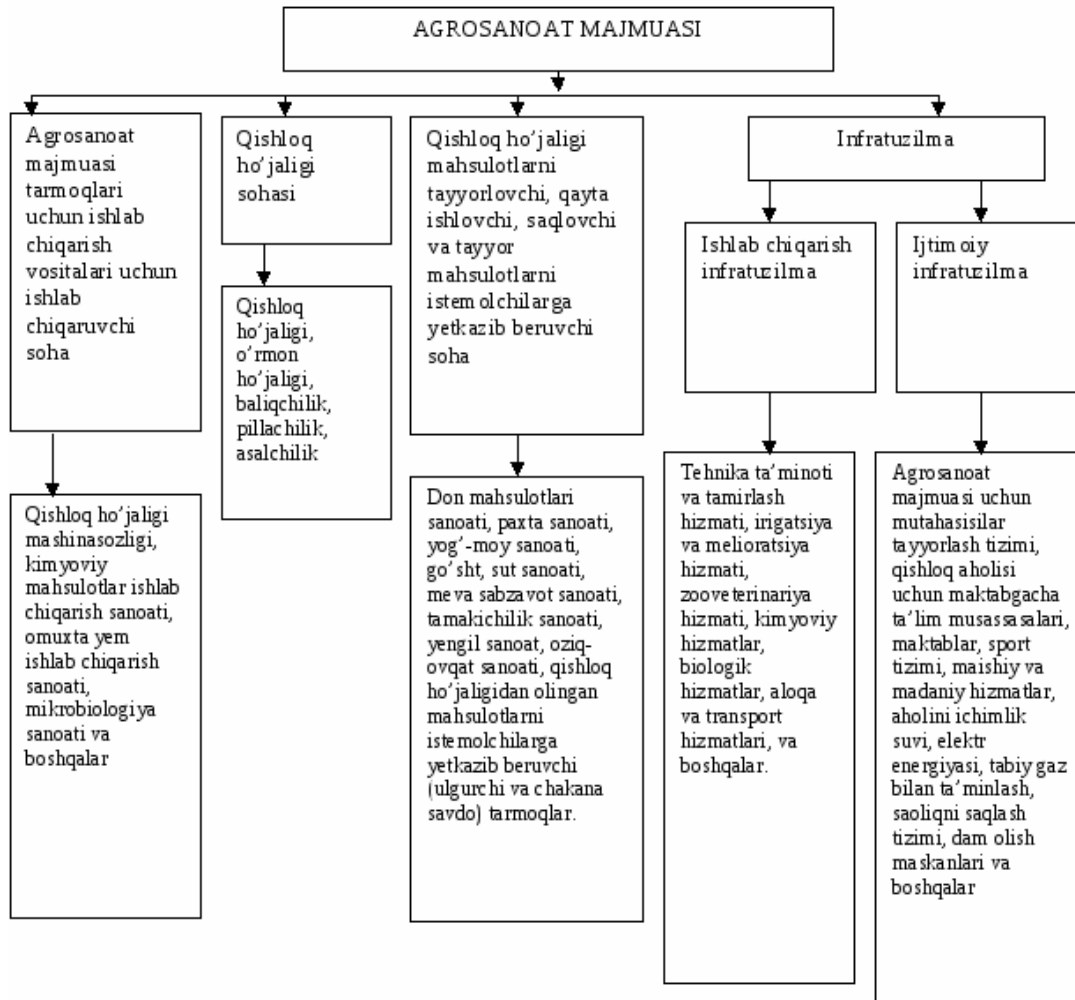 AGROSANOAT MAJMUASI
Agrosanoat
majmuasi
tarmoqlari
uchun ishlab
chiqarish
vositalari uchun
ishlab
chiqaruvchi
soha
Qishloq
ho’jaligi
sohasi
Qishloq ho’jaligi
mahsulotlarni
tayyorlovchi, qayta
ishlovchi, saqlovchi
va tayyor
mahsulotlarni
istemolchilarga
yetkazib beruvchi
soha
Infratuzilma
Ishlab chiqarish
infratuzilma
Ijtimoiy
infratuzilma
Qishloq ho’jaligi
mashinasozligi,
kimyoviy
mahsulotlar ishlab
chiqarish sanoati,
omuxta yem
ishlab chiqarish
sanoati,
mikrobiologiya
sanoati va
boshqalar
Qishloq
ho’jaligi,
o’rmon
ho’jaligi,
baliqchilik,
pillachilik,
asalchilik
Don mahsulotlari
sanoati, paxta sanoati,
yog’-moy sanoati,
go’sht, sut sanoati,
meva sabzavot sanoati,
tamakichilik sanoati,
yengil sanoat, oziq-
ovqat sanoati, qishloq
ho’jaligidan olingan
mahsulotlarni
istemolchilarga
yetkazib beruvchi
(ulgurchi va chakana
savdo) tarmoqlar.
Tehnika ta’minoti
va tamirlash
hizmati, irigatsiya
va melioratsiya
hizmati,
zooveterinariya
hizmati, kimyoviy
hizmatlar,
biologik
hizmatlar, aloqa
va transport
hizmatlari, va
boshqalar.
Agrosanoat
majmuasi uchun
mutahasisilar
tayyorlash tizimi,
qishloq aholisi
uchun maktabgacha
ta’lim musassasalari,
maktablar, sport
tizimi, maishiy va
madaniy hizmatlar,
aholini ichimlik
suvi, elektr
energiyasi, tabiy gaz
bilan ta’minlash,
saoliqni saqlash
tizimi, dam olish
maskanlari va
boshqalar